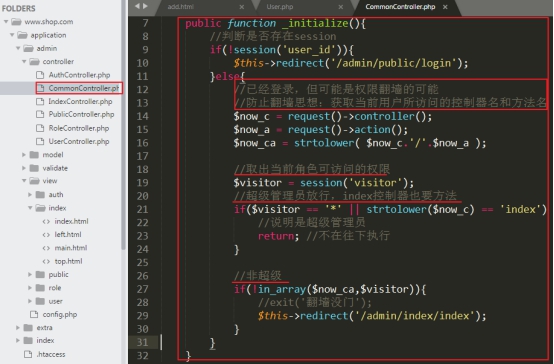 FOLDERS
www.shop.com
application
admin
controller
AuthController.php
CommonController.ph
IndexController.php
PublicController.php
RoleController.php
UserController.php
model
validate
view
auth
index
index.html
left.html
main.html
top.html
public
role
user
config.php
extra
index
.htaccess
add.html
User.php
CommonController.php
7 public function _initialize(){
8 //判断是否存在session
9 if(!session('user_id')){
10 $this->redirect('/admin/public/login');
11 }else{
12 //已经登录，但可能是权限翻墙的可能
13 //防止翻墙思想：获取当前用户所访问的控制器名和方法名
14 $now_c = request()->controller();
15 $now_a = request()->action();
16 $now_ca = strtolower( $now_c.'/'.$now_a );
17
18 //取出当前角色可访问的权限
19 $visitor = session('visitor');
20 //超级管理员放行，index控制器也要方法
21 if($visitor == '*' || strtolower($now_c) == 'index')
22 //说明是超级管理员
23 return; //不在往下执行
24 }
25
26 //非超级
27 if(!in_array($now_ca,$visitor)){
28 //exit('翻墙没门');
29 $this->redirect('/admin/index/index');
30 }
31 }
32 }